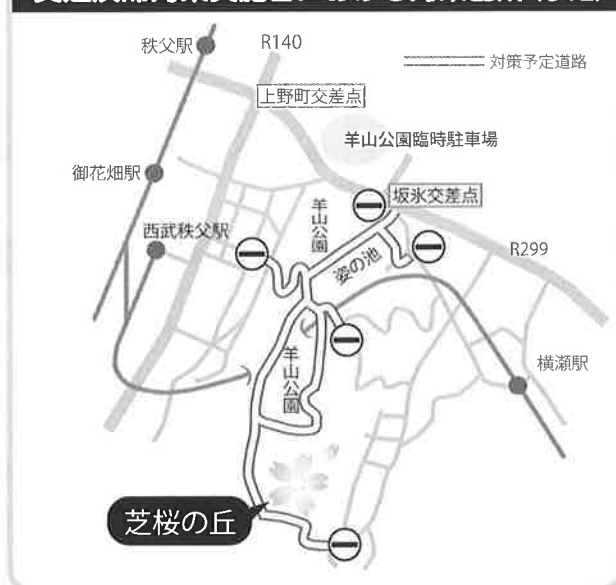 秩父駅
R140
対策予定道路
上野町交差点
羊山公園臨時駐車場
御花畑駅
羊山公園
坂氷交差点
西武秩父駅
姿の池
R299
羊山公園
横瀬駅
芝桜の丘